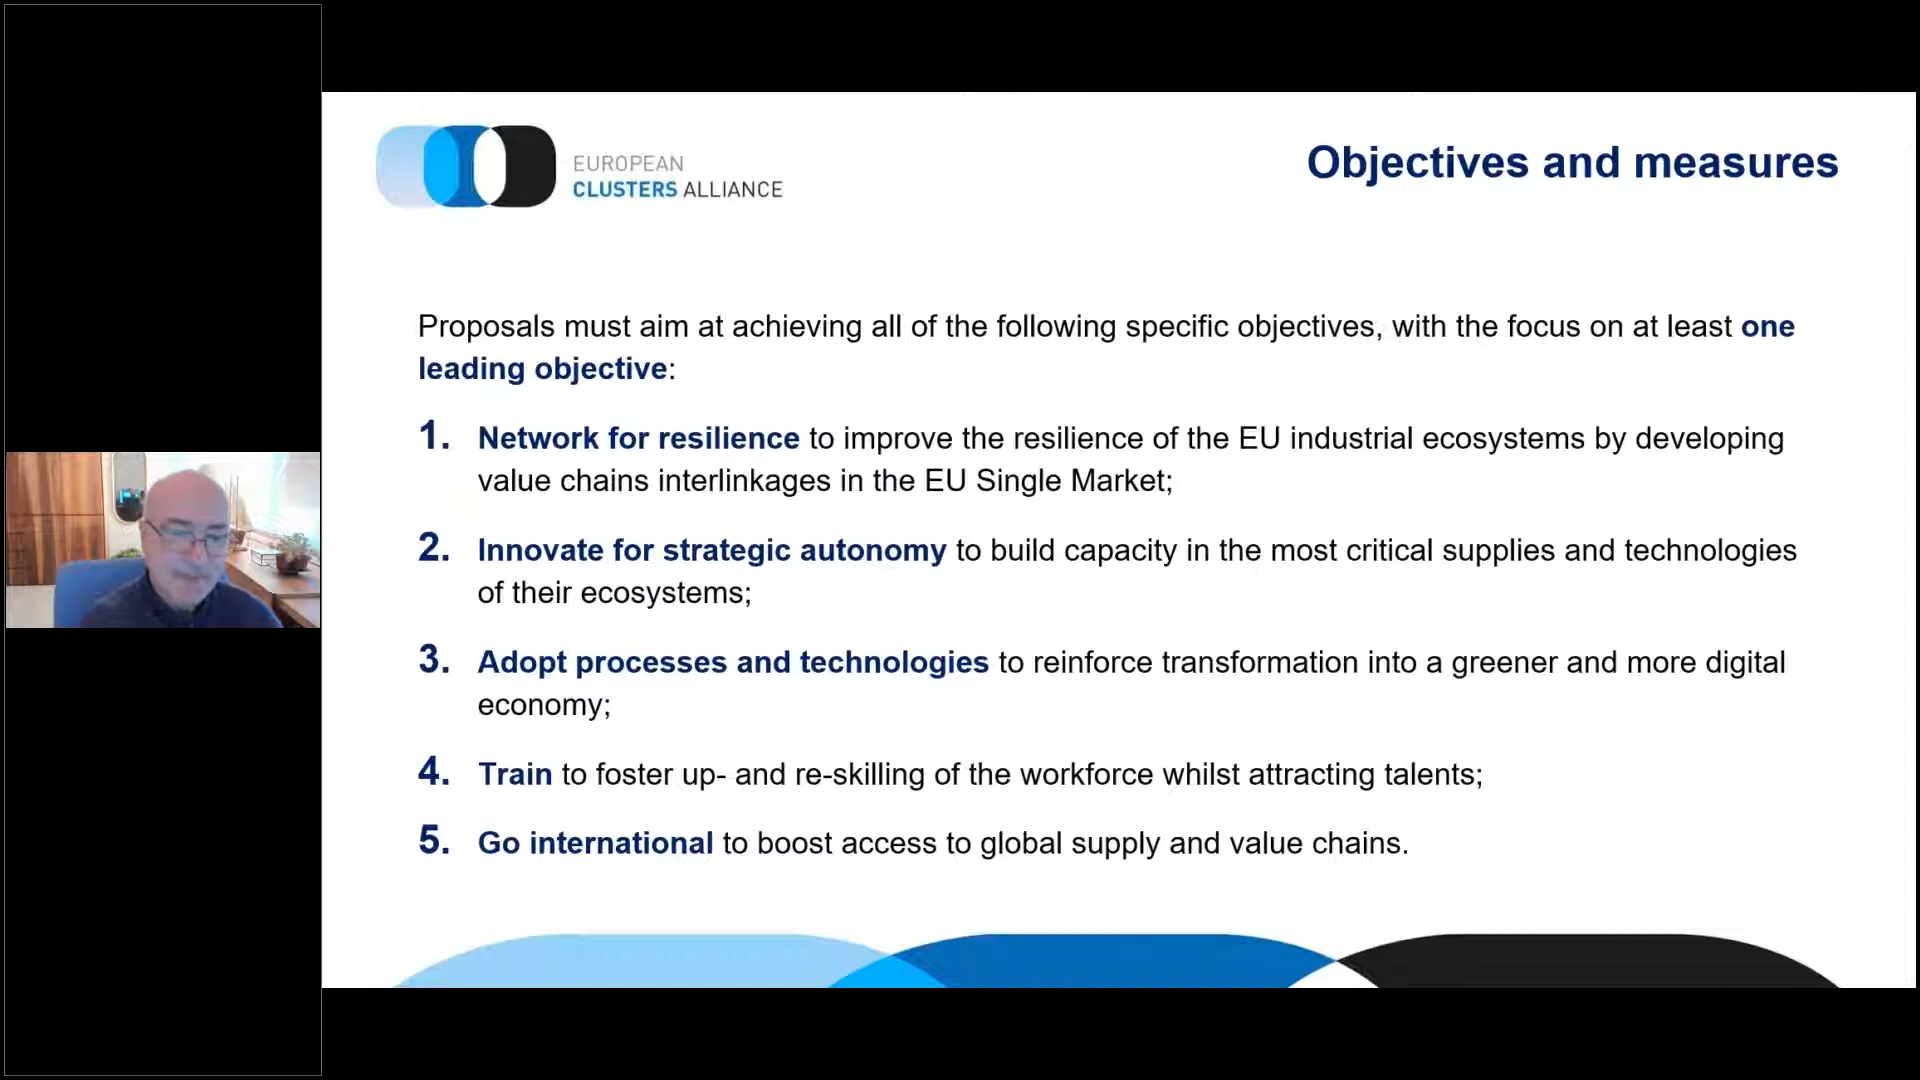 EUROPEAN
CLUSTERS ALLIANCE
Objectives and measures
Proposals must aim at achieving all of the following specific objectives, with the focus on at least one
leading objective:
1. Network for resilience to improve the resilience of the EU industrial ecosystems by developing
value chains interlinkages in the EU Single Market;
2. Innovate for strategic autonomy to build capacity in the most critical supplies and technologies
of their ecosystems;
3. Adopt processes and technologies to reinforce transformation into a greener and more digital
economy;
4. Train to foster up- and re-skilling of the workforce whilst attracting talents;
5. Go international to boost access to global supply and value chains.